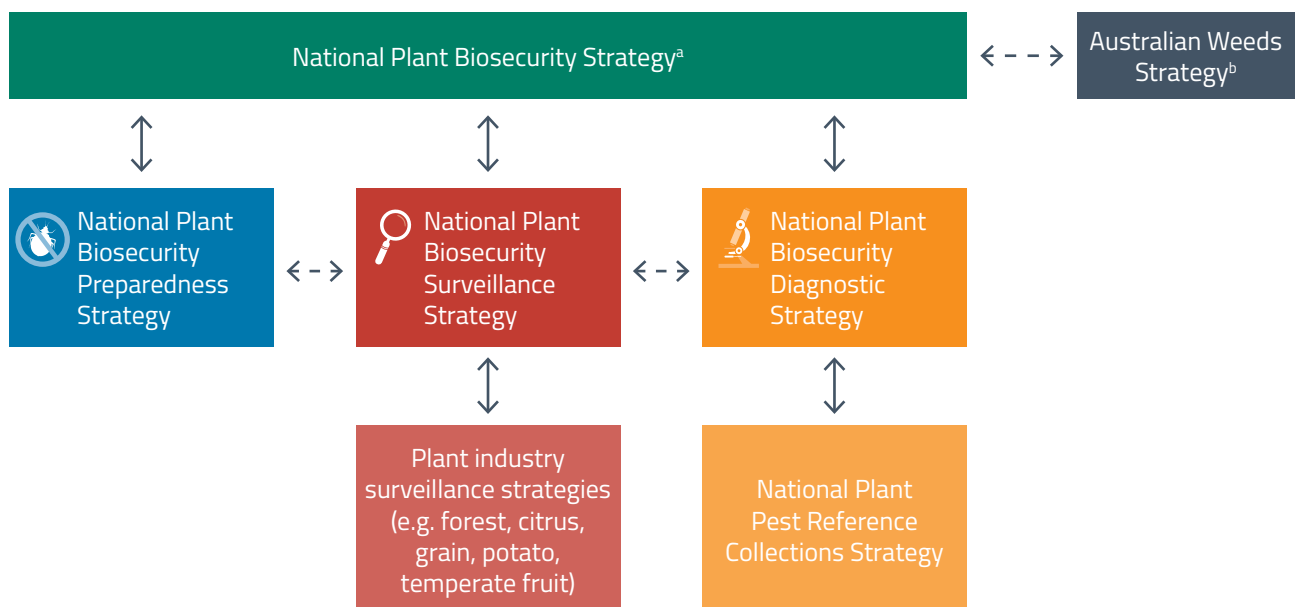 National Plant Biosecurity Strategyᵃ
Australian Weeds
Strategyᵇ
National Plant
Biosecurity
Preparedness
Strategy
National Plant
Biosecurity
Surveillance
Strategy
National Plant
Biosecurity
Diagnostic
Strategy
Plant industry
surveillance strategies
(e.g. forest, citrus,
grain, potato,
temperate fruit)
National Plant
Pest Reference
Collections Strategy